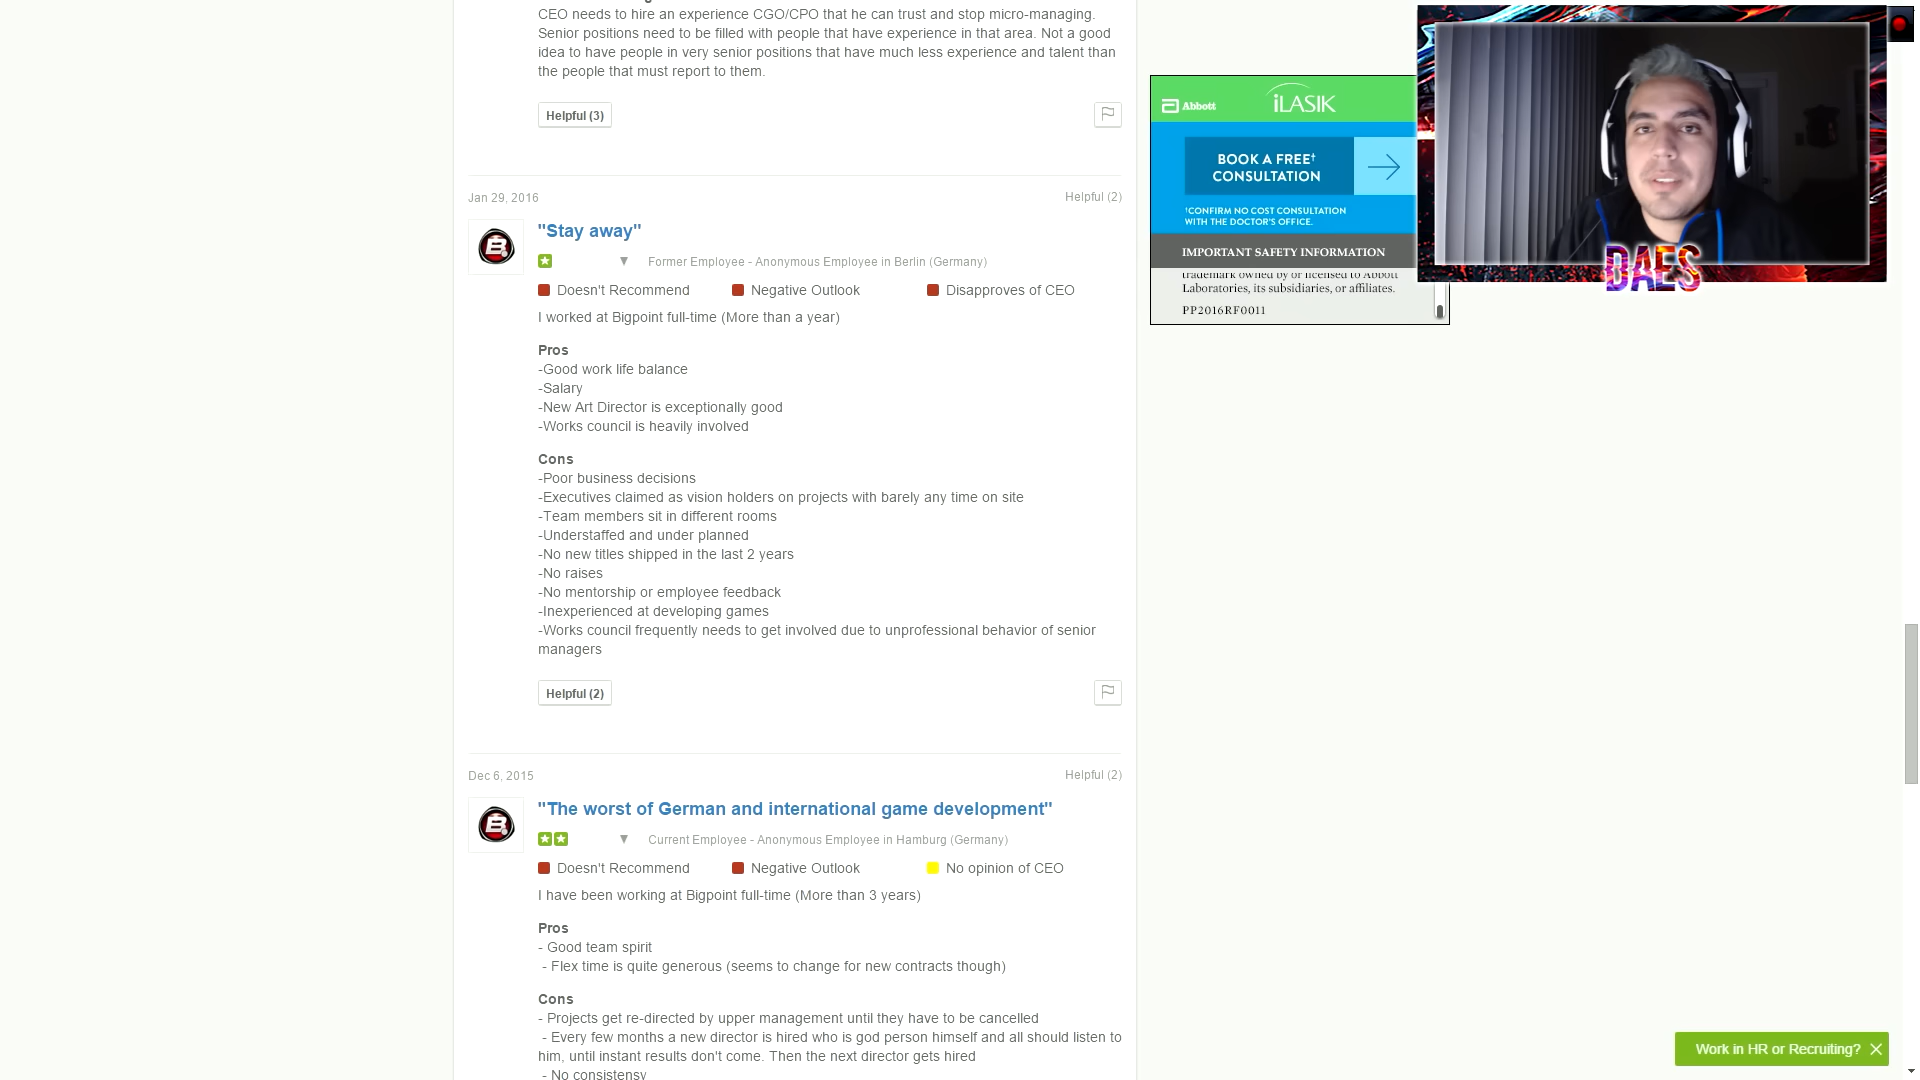 CEO needs to hire an experience CGO/CPO that he can trust and stop micro-managing.
Senior positions need to be filled with people that have experience in that area. Not a good
idea to have people in very senior positions that have much less experience and talent than
the people that must report to them.
Helpful (3)
Jan 29, 2016
Helpful (2)
"Stay away"
Former Employee - Anonymous Employee in Berlin (Germany)
Doesn't Recommend
Negative Outlook
Disapproves of CEO
I worked at Bigpoint full-time (More than a year)
Pros
-Good work life balance
-Salary
-New Art Director is exceptionally good
-Works council is heavily involved
Cons
-Poor business decisions
-Executives claimed as vision holders on projects with barely any time on site
-Team members sit in different rooms
-Understaffed and under planned
-No new titles shipped in the last 2 years
-No raises
-No mentorship or employee feedback
-Inexperienced at developing games
-Works council frequently needs to get involved due to unprofessional behavior of senior
managers
Helpful (2)
Dec 6, 2015
Helpful (2)
"The worst of German and international game development"
Current Employee - Anonymous Employee in Hamburg (Germany)
Doesn't Recommend
Negative Outlook
No opinion of CEO
I have been working at Bigpoint full-time (More than 3 years)
Pros
- Good team spirit
- Flex time is quite generous (seems to change for new contracts though)
Cons
- Projects get re-directed by upper management until they have to be cancelled
- Every few months a new director is hired who is god person himself and all should listen to
him, until instant results don't come. Then the next director gets hired
- No consistensy
Abbott
iLASIK
BOOK A FREE†
CONSULTATION
†CONFIRM NO COST CONSULTATION
WITH THE DOCTOR'S OFFICE.
IMPORTANT SAFETY INFORMATION
trademark owned by or licensed to Abbott
Laboratories, its subsidiaries, or affiliates.
PP2016RF0011
DAES
Work in HR or Recruiting?